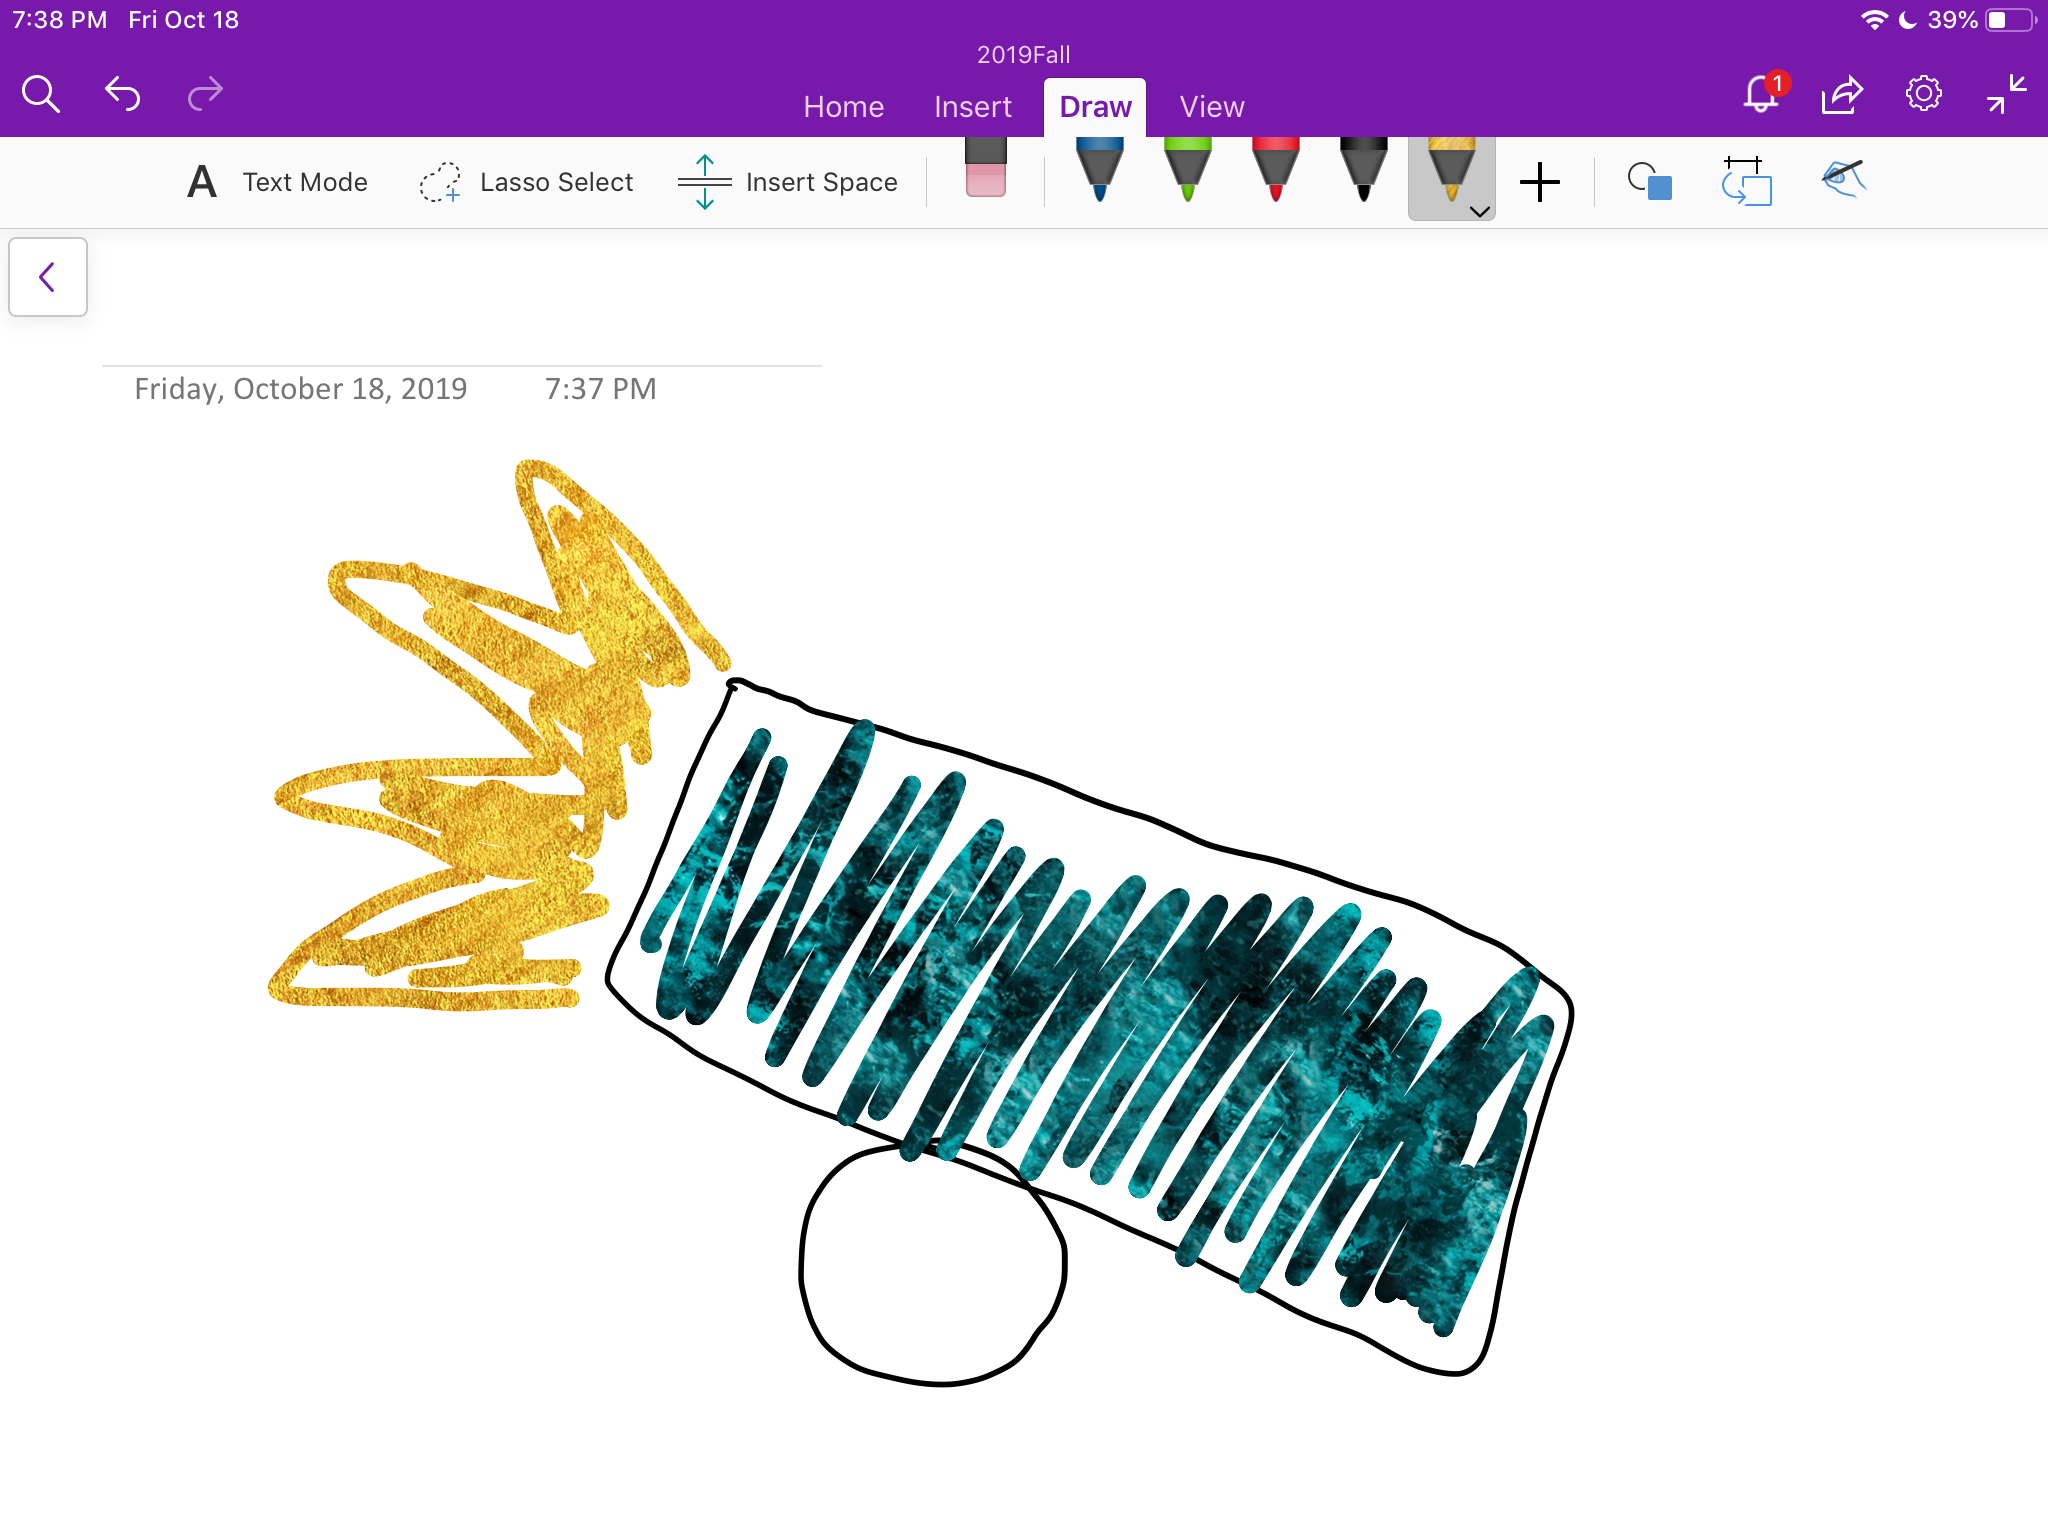 7:38 PM Fri Oct 18 39%
2019Fall
Home Insert Draw View 1
A Text Mode Lasso Select Insert Space
Friday, October 18, 2019 7:37 PM